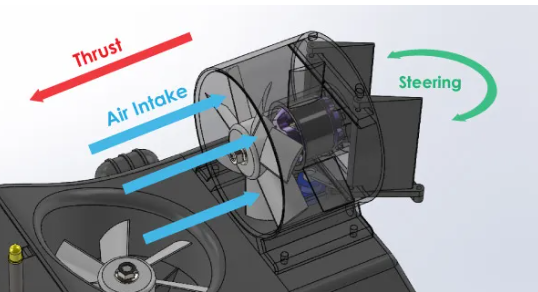 Thrust
Air Intake
Steering